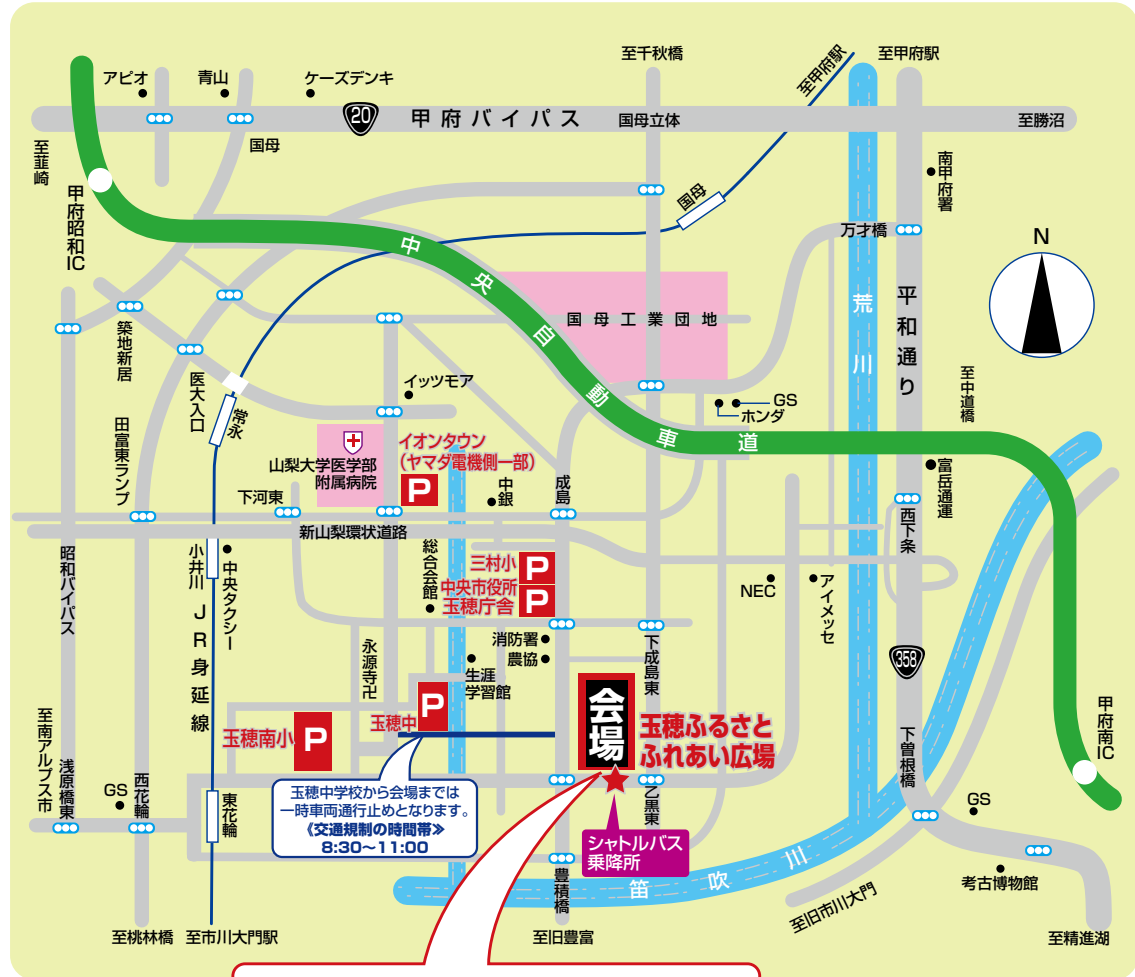 至千秋橋
至甲府駅
至甲府駅
アピオ
青山
ケーズデンキ
20
甲府バイパス
国母立体
至勝沼
至韮崎
国母
南甲府署
甲府昭和IC
国母
万才橋
N
中央自動車道
荒川
平和通り
国母工業団地
築地新居
医大入口
常永
イッツモア
至中道橋
GS
ホンダ
田富東ランプ
山梨大学医学部
附属病院
イオンタウン
(ヤマダ電機側一部)
P
下河東
中銀
成島
富岳通運
西下条
新山梨環状道路
昭和バイパス
小井川
中央タクシー
JR身延線
総合会館
三村小
P
中央市役所
玉穂庁舎
P
NEC
アイメッセ
消防署
農協
永源寺卍
生涯
学習館
下成島東
358
至南アルプス市
玉穂南小
P
玉穂中
P
会場
玉穂ふるさと
ふれあい広場
下曽根橋
甲府南IC
浅原橋東
GS
西花輪
東花輪
玉穂中学校から会場までは
一時車両通行止めとなります。
《交通規制の時間帯》
8:30〜11:00
乙黒東
シャトルバス
乗降所
GS
豊積橋
笛吹川
考古博物館
至旧市川大門
至桃林橋
至市川大門駅
至旧豊富
至精進湖